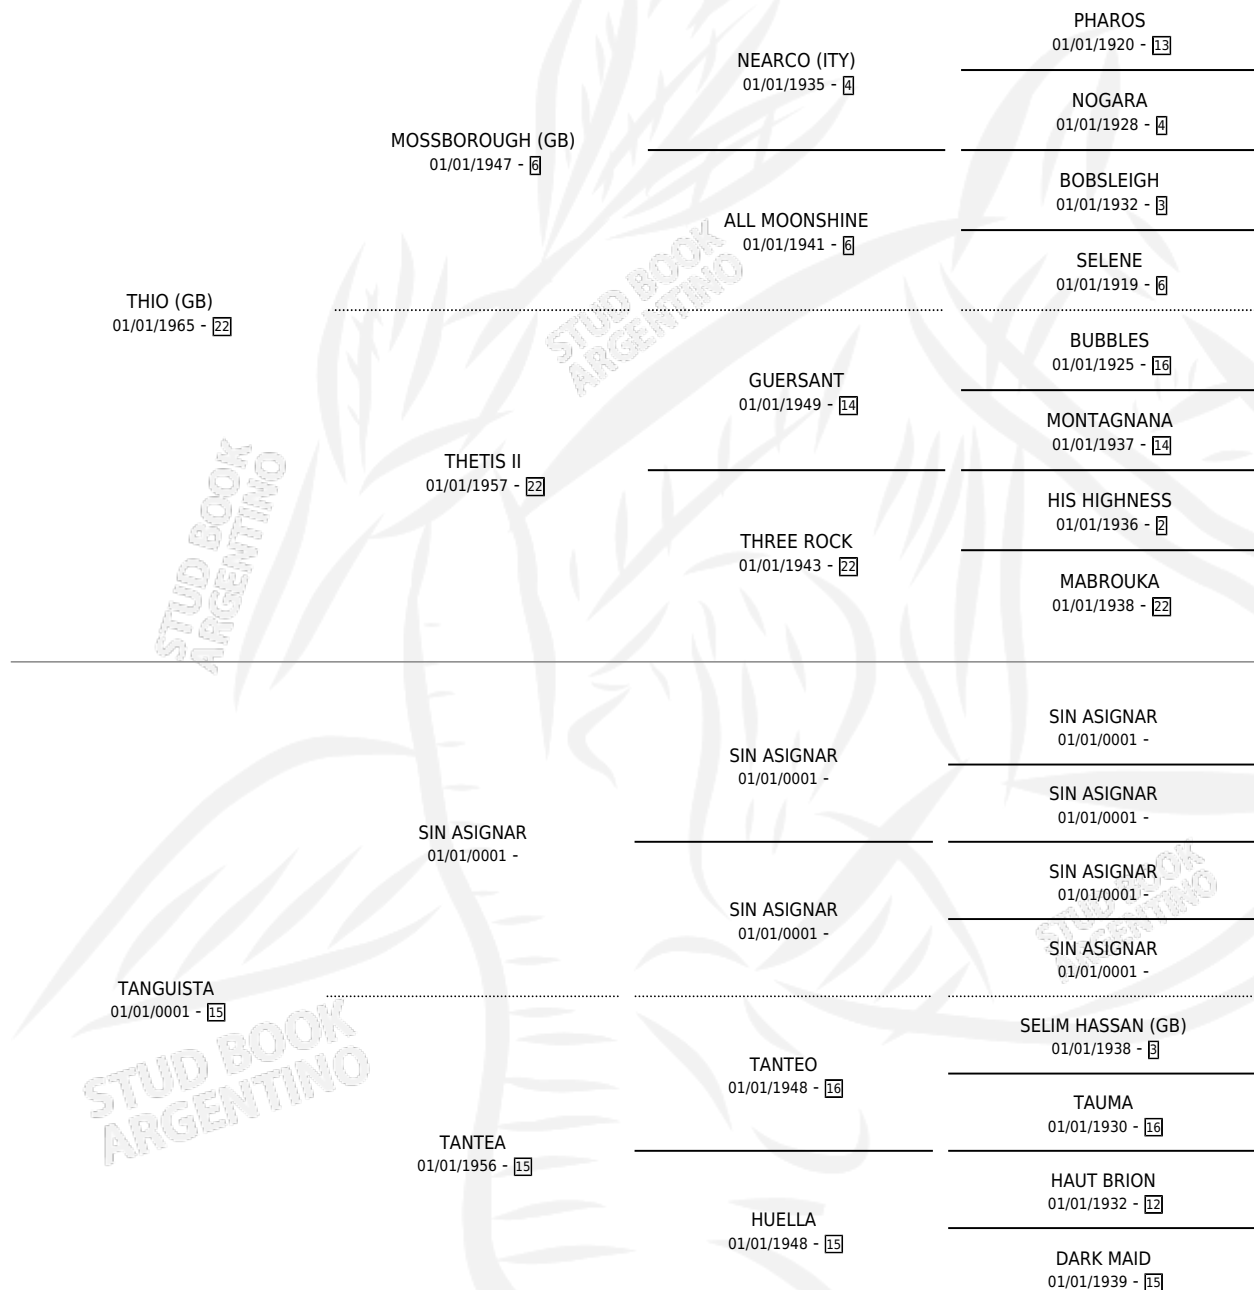 PHAROS
01/01/1920 - 13
NEARCO (ITY)
01/01/1935 - 4
NOGARA
01/01/1928 - 4
MOSSBOROUGH (GB)
01/01/1947 - 6
BOBSLEIGH
01/01/1932 - 3
ALL MOONSHINE
01/01/1941 - 6
SELENE
01/01/1919 - 6
THIO (GB)
01/01/1965 - 22
BUBBLES
01/01/1925 - 16
GUERSANT
01/01/1949 - 14
MONTAGNANA
01/01/1937 - 14
THETIS II
01/01/1957 - 22
HIS HIGHNESS
01/01/1936 - 2
THREE ROCK
01/01/1943 - 22
MABROUKA
01/01/1938 - 22
SIN ASIGNAR
01/01/0001 -
SIN ASIGNAR
01/01/0001 -
SIN ASIGNAR
01/01/0001 -
SIN ASIGNAR
01/01/0001 -
SIN ASIGNAR
01/01/0001 -
SIN ASIGNAR
01/01/0001 -
SIN ASIGNAR
01/01/0001 -
TANGUISTA
01/01/0001 - 15
SELIM HASSAN (GB)
01/01/1938 - 3
TANTEO
01/01/1948 - 16
TAUMA
01/01/1930 - 16
TANTEA
01/01/1956 - 15
HAUT BRION
01/01/1932 - 12
HUELLA
01/01/1948 - 15
DARK MAID
01/01/1939 - 15
STUD BOOK
ARGENTINO
STUD BOOK
ARGENTINO
STUD BOOK
ARGENTINO
STUD BOOK
ARGENTINO